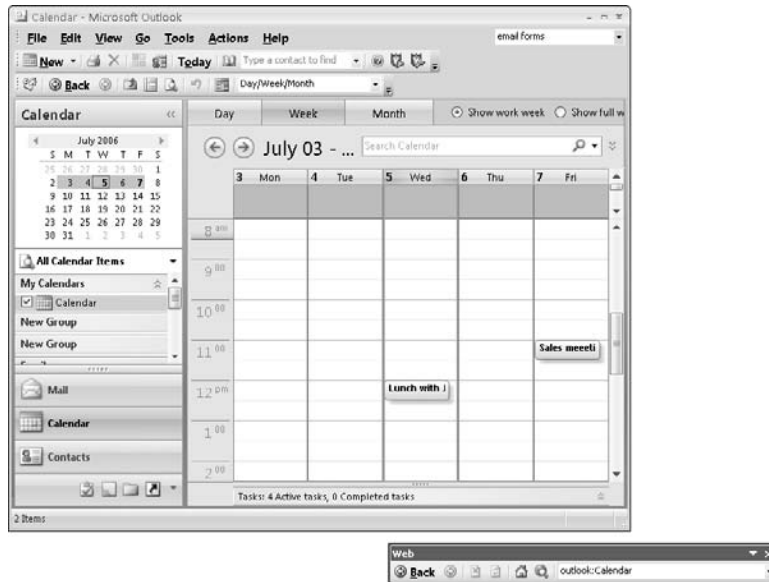 Calendar - Microsoft Outlook
File Edit View Go Tools Actions Help
email forms
New Today Type a contact to find
Back Day/Week/Month
Calendar «
Day Week Month Show work week Show full w
July 2006
S M T W T F S
25 26 27 28 29 30 1
2 3 4 5 6 7 8
9 10 11 12 13 14 15
16 17 18 19 20 21 22
23 24 25 26 27 28 29
30 31 1 2 3 4 5
July 03 - ...
Search Calendar
3 Mon 4 Tue 5 Wed 6 Thu 7 Fri
All Calendar Items
My Calendars
Calendar
New Group
New Group
Mail
Calendar
Contacts
8 am
9 00
10 00
11 00
Sales meeeti
12 pm
Lunch with J
1 00
2 00
Tasks: 4 Active tasks, 0 Completed tasks
2 Items
Web
Back outlook:Calendar